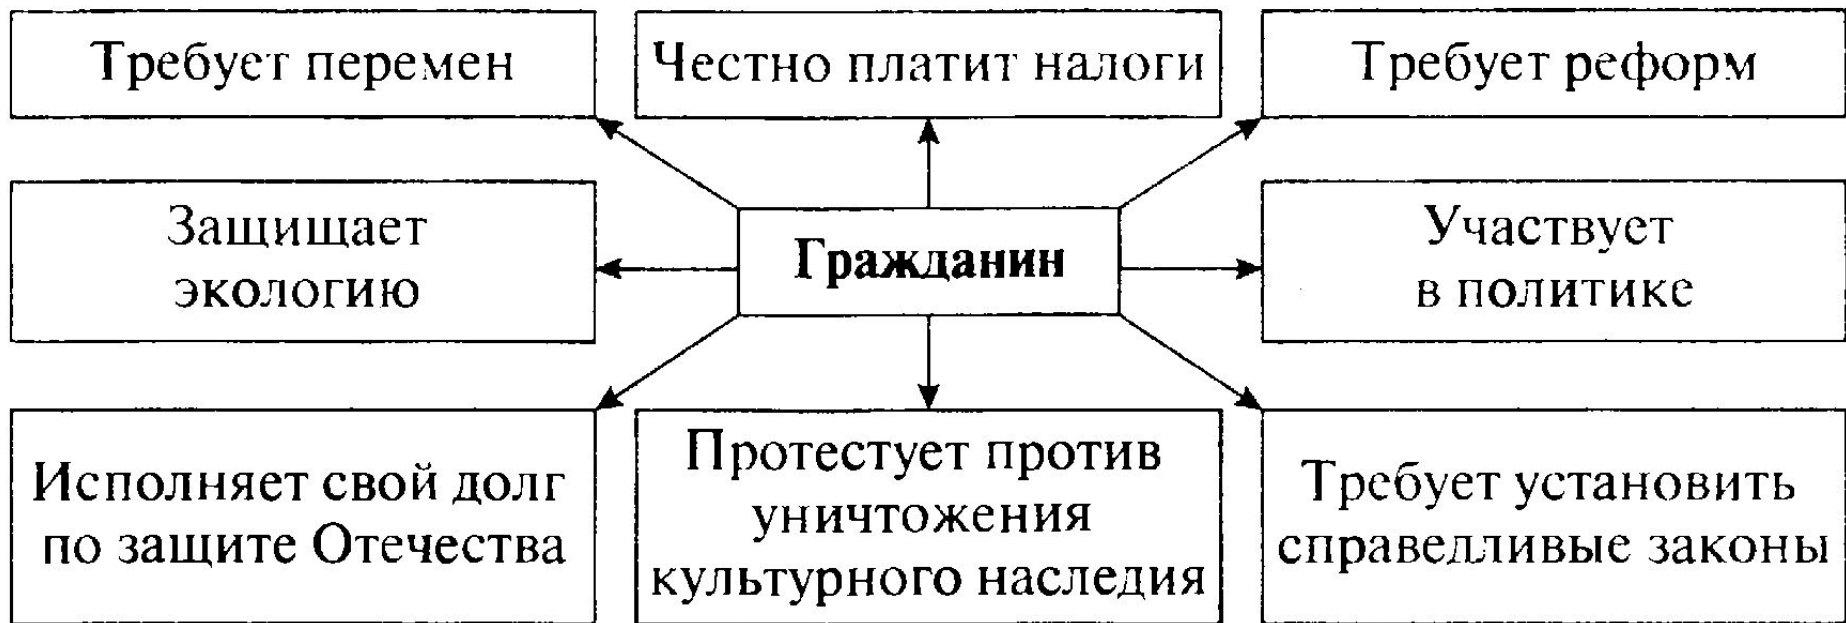 Требует перемен
Честно платит налоги
Требует реформ
Защищает
экологию
Гражданин
Участвует
в политике
Исполняет свой долг
по защите Отечества
Протестует против
уничтожения
культурного наследия
Требует установить
справедливые законы